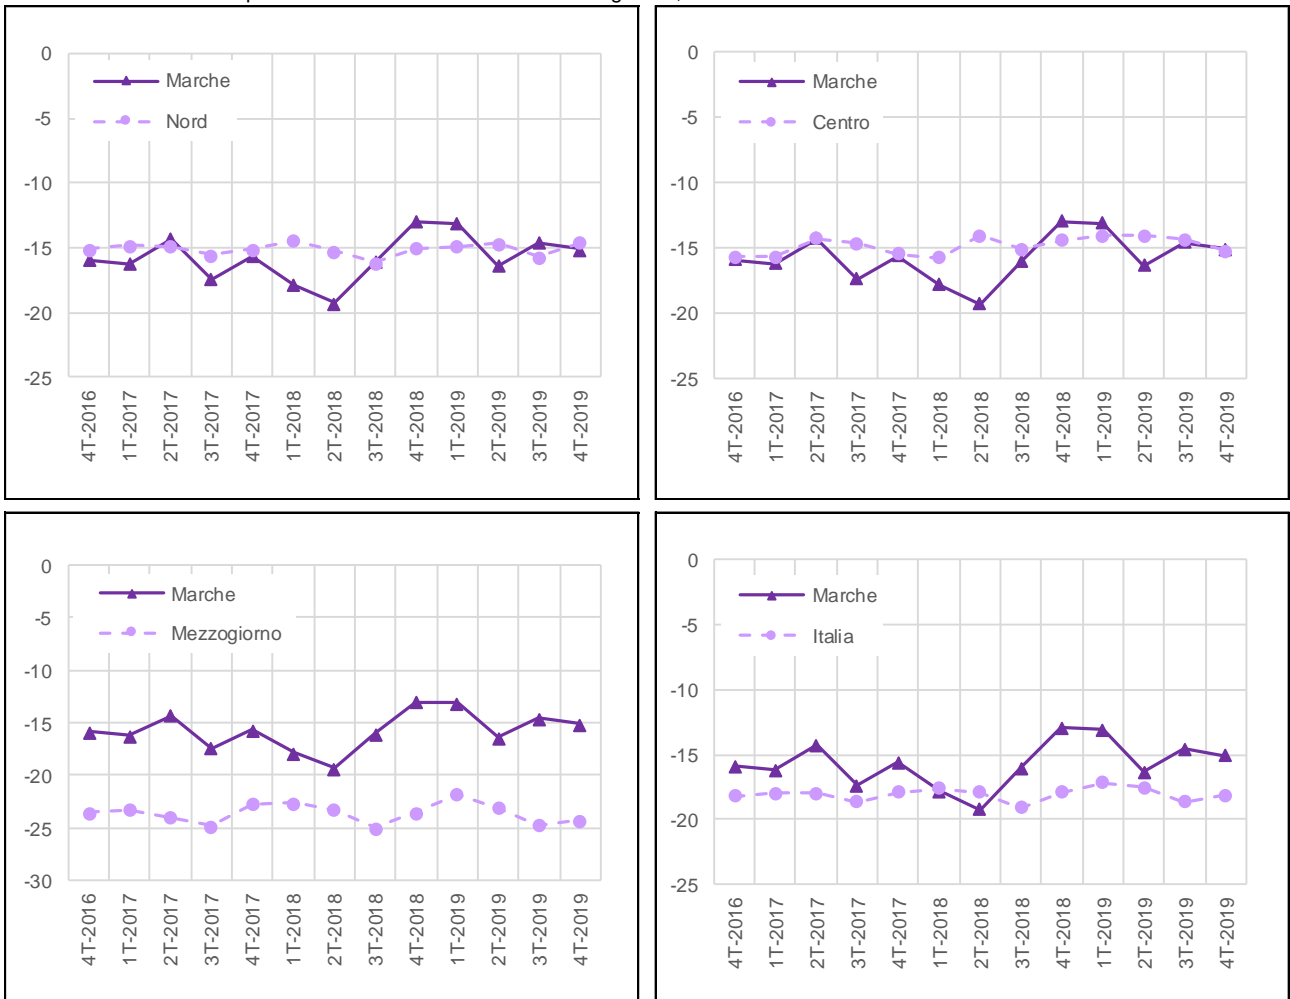 0
-5
-10
-15
-20
-25
Marche
Nord
4T-2016
1T-2017
2T-2017
3T-2017
4T-2017
1T-2018
2T-2018
3T-2018
4T-2018
1T-2019
2T-2019
3T-2019
4T-2019
0
-5
-10
-15
-20
-25
Marche
Centro
4T-2016
1T-2017
2T-2017
3T-2017
4T-2017
1T-2018
2T-2018
3T-2018
4T-2018
1T-2019
2T-2019
3T-2019
4T-2019
0
-5
-10
-15
-20
-25
-30
Marche
Mezzogiorno
4T-2016
1T-2017
2T-2017
3T-2017
4T-2017
1T-2018
2T-2018
3T-2018
4T-2018
1T-2019
2T-2019
3T-2019
4T-2019
0
-5
-10
-15
-20
-25
Marche
Italia
4T-2016
1T-2017
2T-2017
3T-2017
4T-2017
1T-2018
2T-2018
3T-2018
4T-2018
1T-2019
2T-2019
3T-2019
4T-2019